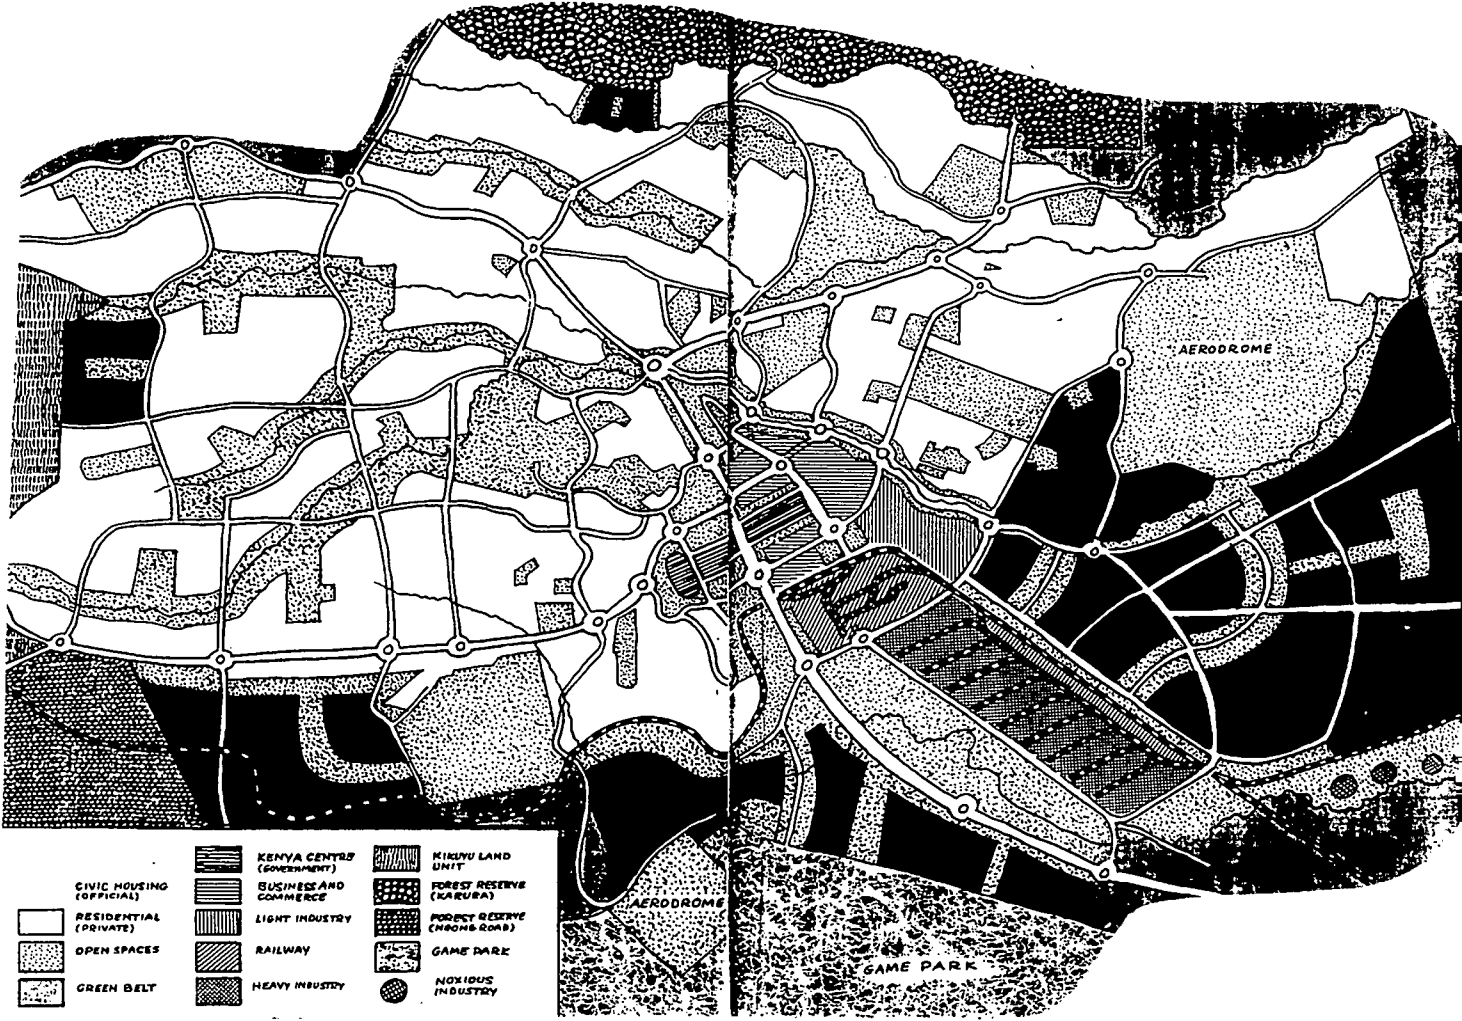 AERODROME
AERODROME
GAME PARK
CIVIC HOUSING
(OFFICIAL)
RESIDENTIAL
(PRIVATE)
OPEN SPACES
GREEN BELT
KENYA CENTRE
(GOVERNMENT)
BUSINESS AND
COMMERCE
LIGHT INDUSTRY
RAILWAY
HEAVY INDUSTRY
KIKUYU LAND
UNIT
FOREST RESERVE
(KARURA)
FOREST RESERVE
(NGONG ROAD)
GAME PARK
NOXIOUS
INDUSTRY